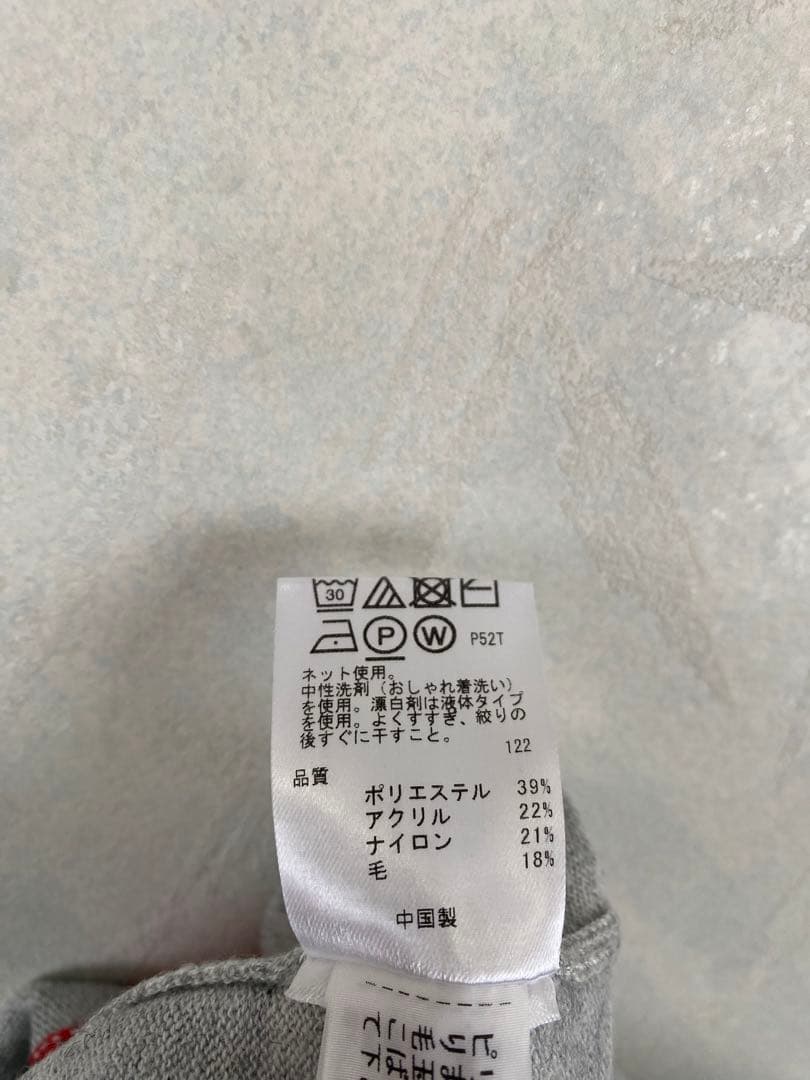 30
P W P52T
ネット使用。
中性洗剤（おしゃれ着洗い）
を使用。漂白剤は液体タイプ
を使用。よくすすぎ、絞りの
後すぐに干すこと。
122
品質
ポリエステル 39%
アクリル 22%
ナイロン 21%
毛 18%
中国製